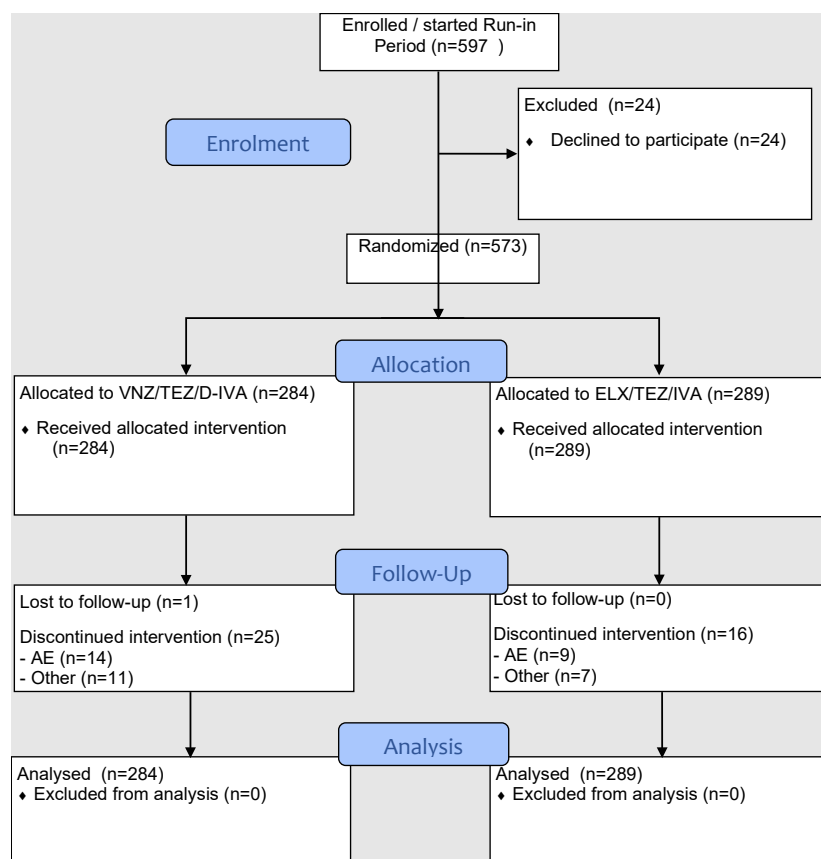 Enrolled / started Run-in
Period (n=597  )
Excluded  (n=24)
♦ Declined to participate (n=24)
Enrolment
Randomized (n=573)
Allocation
Allocated to VNZ/TEZ/D-IVA (n=284)
♦ Received allocated intervention
(n=284)
Allocated to ELX/TEZ/IVA (n=289)
♦ Received allocated intervention
(n=289)
Follow-Up
Lost to follow-up (n=1)
Discontinued intervention (n=25)
- AE (n=14)
- Other (n=11)
Lost to follow-up (n=0)
Discontinued intervention (n=16)
- AE (n=9)
- Other (n=7)
Analysis
Analysed  (n=284)
♦ Excluded from analysis (n=0)
Analysed  (n=289)
♦ Excluded from analysis (n=0)